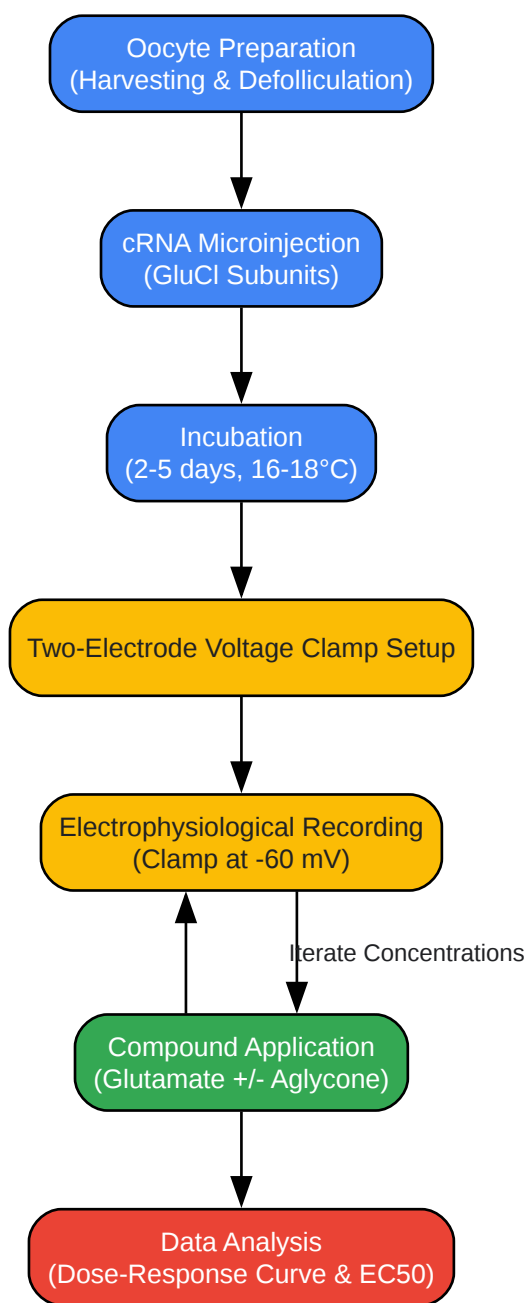 Oocyte Preparation
(Harvesting & Defolliculation)
cRNA Microinjection
(GluCl Subunits)
Incubation
(2-5 days, 16-18°C)
Two-Electrode Voltage Clamp Setup
Electrophysiological Recording
(Clamp at -60 mV)
Iterate Concentrations
Compound Application
(Glutamate +/- Aglycone)
Data Analysis
(Dose-Response Curve & EC50)